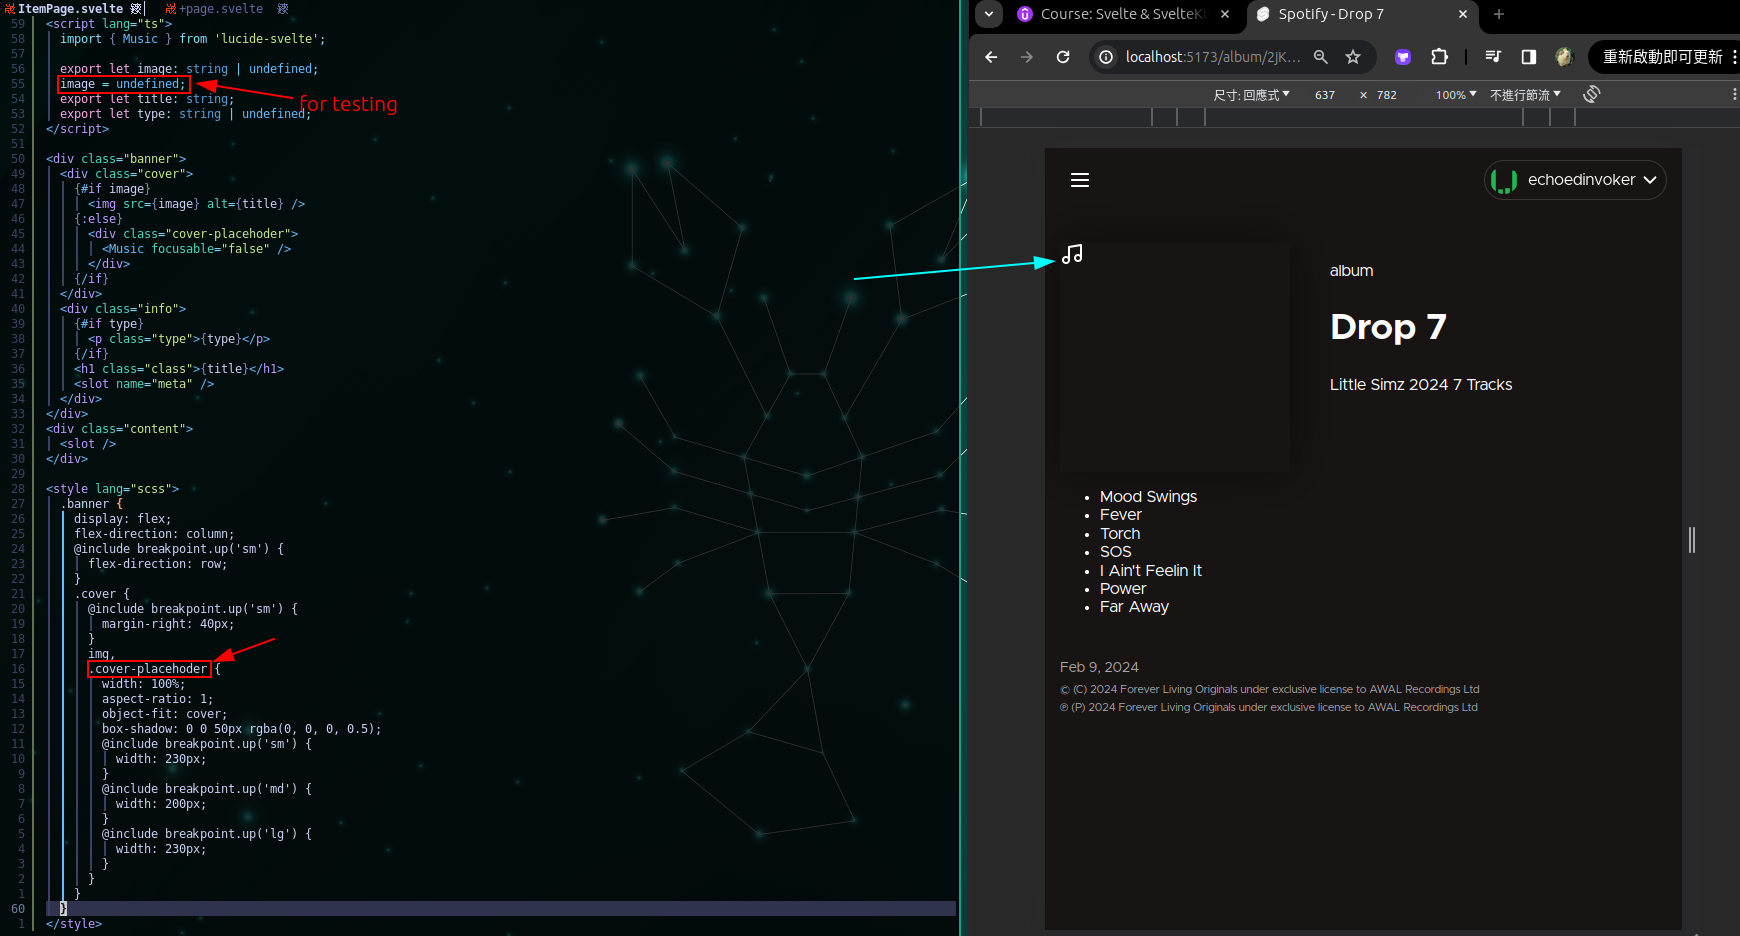 ItemPage.svelte
+page.svelte
59 <script lang="ts">
58 import { Music } from 'lucide-svelte';
57
56 export let image: string | undefined;
55 image = undefined;
54 export let title: string;
for testing
53 export let type: string | undefined;
52 </script>
51
50 <div class="banner">
49 <div class="cover">
48 {#if image}
47 <img src={image} alt={title} />
46 {:else}
45 <div class="cover-placehoder">
44 <Music focusable="false" />
43 </div>
42 {/if}
41 </div>
40 <div class="info">
39 {#if type}
38 <p class="type">{type}</p>
37 {/if}
36 <h1 class="class">{title}</h1>
35 <slot name="meta" />
34 </div>
33 </div>
32 <div class="content">
31 <slot />
30 </div>
29
28 <style lang="scss">
27 .banner {
26 display: flex;
25 flex-direction: column;
24 @include breakpoint.up('sm') {
23 flex-direction: row;
22 }
21 .cover {
20 @include breakpoint.up('sm') {
19 margin-right: 40px;
18 }
17 img,
16 .cover-placehoder {
15 width: 100%;
14 aspect-ratio: 1;
13 object-fit: cover;
12 box-shadow: 0 0 50px rgba(0, 0, 0, 0.5);
11 @include breakpoint.up('sm') {
10 width: 230px;
9 }
8 @include breakpoint.up('md') {
7 width: 200px;
6 }
5 @include breakpoint.up('lg') {
4 width: 230px;
3 }
2 }
1 }
60 }
1 </style>
Course: Svelte & SvelteK
Spotify - Drop 7
localhost:5173/album/2jK...
重新啟動即可更新
尺寸: 回應式 637 × 782 100% 不進行節流
echoedinvoker
album
Drop 7
Little Simz 2024 7 Tracks
• Mood Swings
• Fever
• Torch
• SOS
• I Ain't Feelin It
• Power
• Far Away
Feb 9, 2024
© (C) 2024 Forever Living Originals under exclusive license to AWAL Recordings Ltd
℗ (P) 2024 Forever Living Originals under exclusive license to AWAL Recordings Ltd